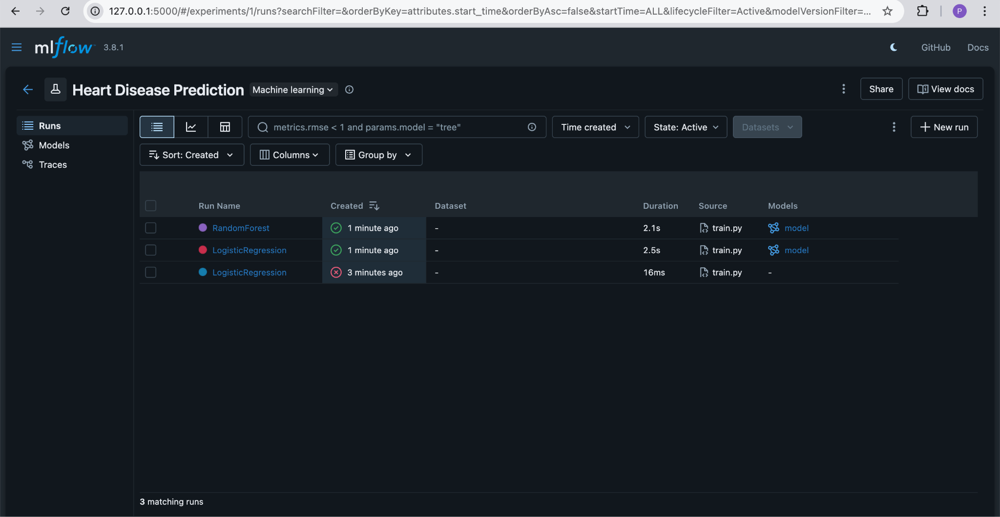 127.0.0.1:5000/#/experiments/1/runs?searchFilter=&orderByKey=attributes.start_time&orderByAsc=false&startTime=ALL&lifecycleFilter=Active&modelVersionFilter=...
P
mlflow 3.8.1
GitHub Docs
Heart Disease Prediction Machine learning
Share View docs
Runs
Models
Traces
metrics.rmse < 1 and params.model = "tree" Time created State: Active Datasets New run
Sort: Created Columns Group by
Run Name Created Dataset Duration Source Models
RandomForest 1 minute ago - 2.1s train.py model
LogisticRegression 1 minute ago - 2.5s train.py model
LogisticRegression 3 minutes ago - 16ms train.py -
3 matching runs